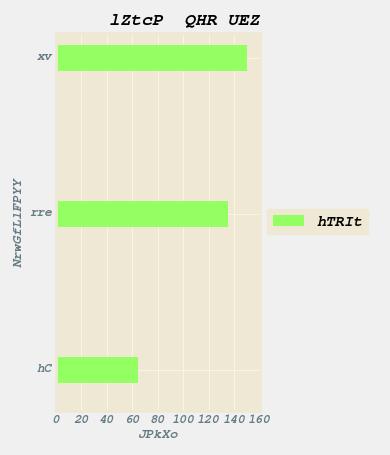 lZtcP  QHR UEZ
xv
rre
hC
NrwGfLlFPYY
hTRIt
0 20 40 60 80 100 120 140 160
JPkXo